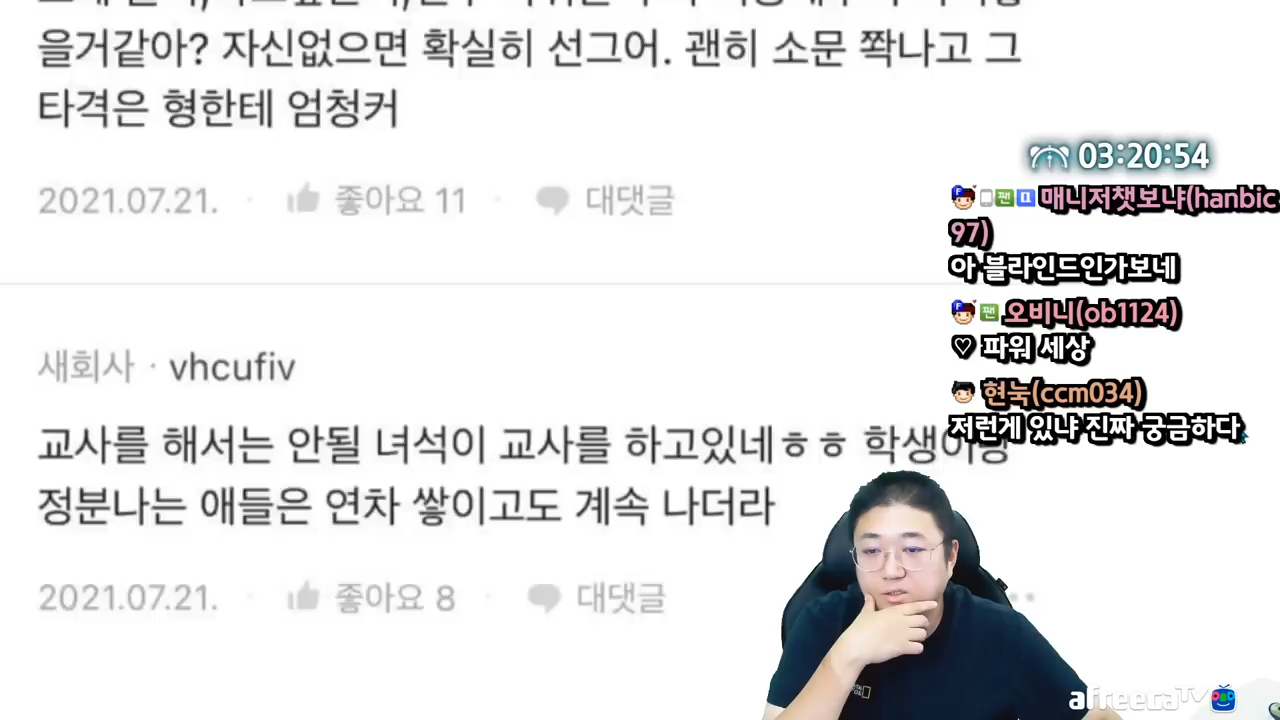 을거같아? 자신없으면 확실히 선그어. 괜히 소문 쫙나고 그
타격은 형한테 엄청커
2021.07.21. · 좋아요 11 · 대댓글
03:20:54
매니저챗보냐(hanbic
97)
아 블라인드인가보네
오비니(ob1124)
♡ 파워 세상
현눅(ccm034)
저런게 있냐 진짜 궁금하다
새회사 · vhcufiv
교사를 해서는 안될 녀석이 교사를 하고있네ㅎㅎ
정분나는 애들은 연차 쌓이고도 계속 나더라
2021.07.21. · 좋아요 8 · 대댓글
afreecaTV